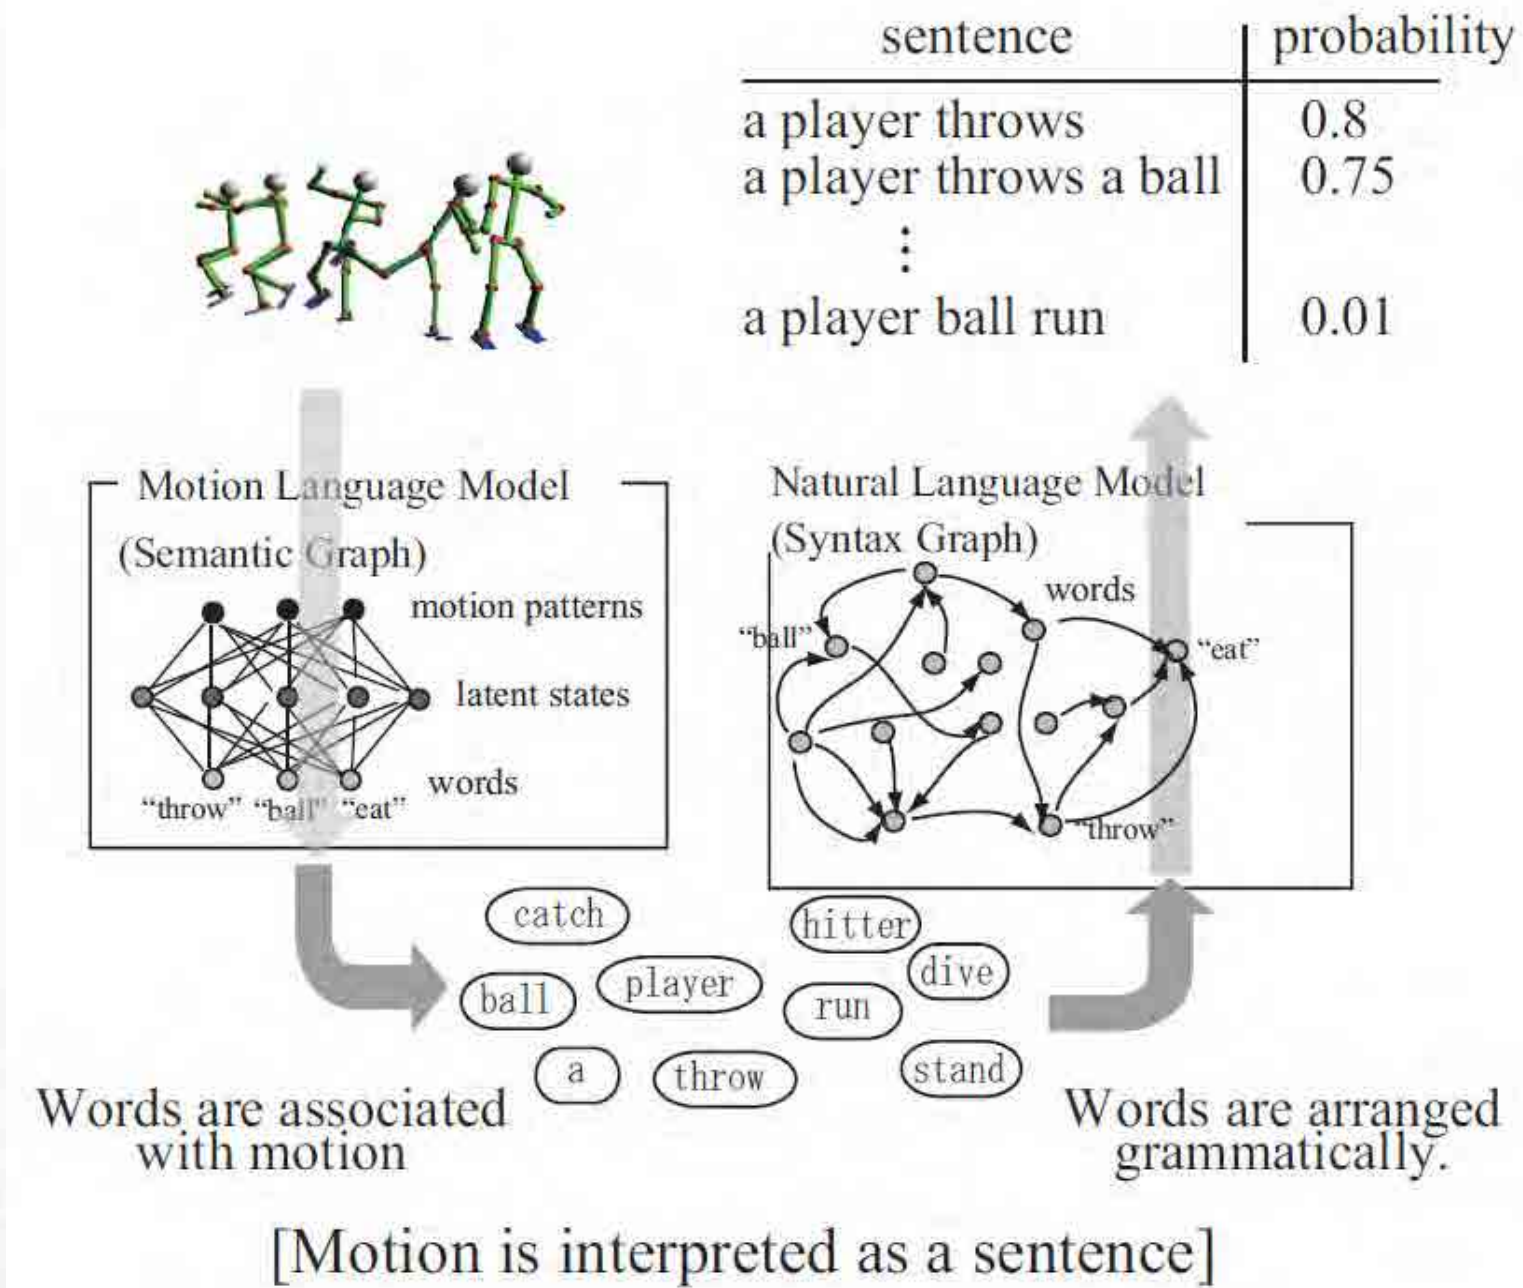 sentence probability
a player throws 0.8
a player throws a ball 0.75
⋮
a player ball run 0.01
Motion Language Model
(Semantic Graph)
motion patterns
latent states
words
“throw” “ball” “eat”
Natural Language Model
(Syntax Graph)
words
“ball”
“eat”
“throw”
catch
hitter
dive
player
ball
run
a
throw
stand
Words are associated
with motion
Words are arranged
grammatically.
[Motion is interpreted as a sentence]